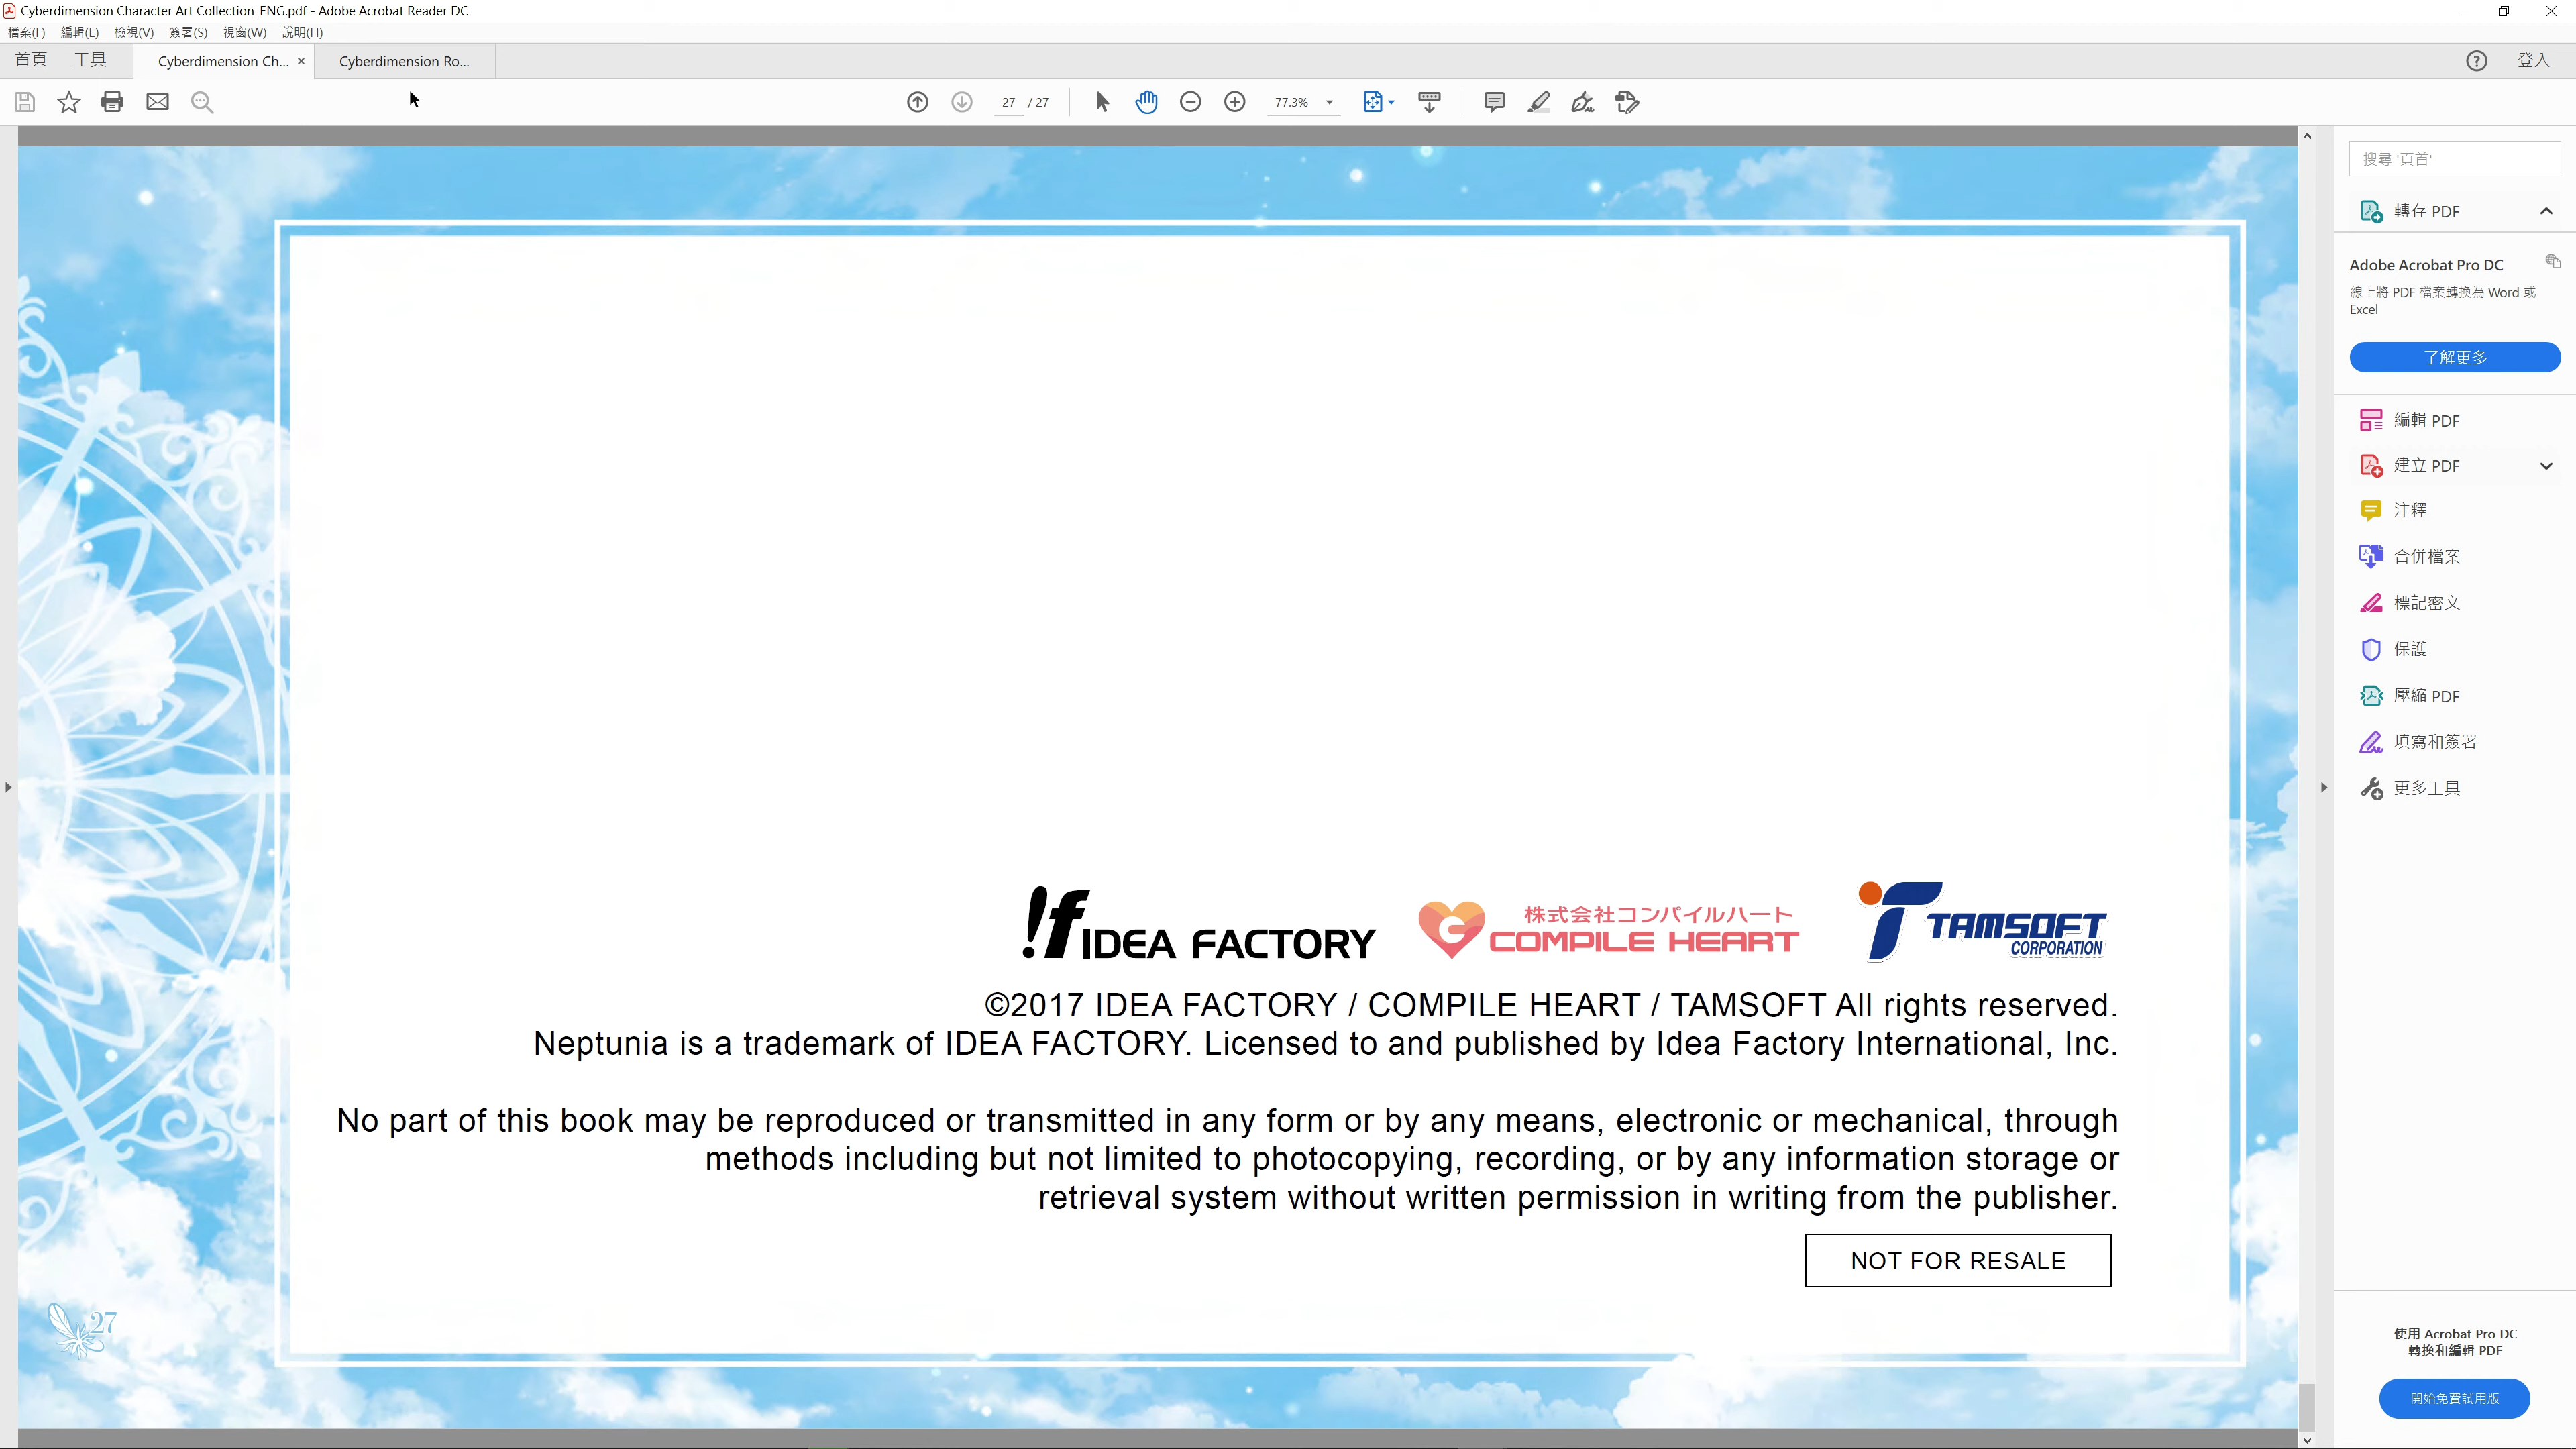 Cyberdimension Character Art Collection_ENG.pdf - Adobe Acrobat Reader DC
檔案(F) 編輯(E) 檢視(V) 簽署(S) 視窗(W) 說明(H)
首頁 工具 Cyberdimension Ch... × Cyberdimension Ro... 登入
27 / 27 77.3%
搜尋 '頁首'
轉存 PDF
Adobe Acrobat Pro DC
線上將 PDF 檔案轉換為 Word 或
Excel
了解更多
編輯 PDF
建立 PDF
注釋
合併檔案
標記密文
保護
壓縮 PDF
填寫和簽署
更多工具
使用 Acrobat Pro DC
轉換和編輯 PDF
開始免費試用版
!f IDEA FACTORY
株式会社コンパイルハート
COMPILE HEART
TAMSOFT
CORPORATION
©2017 IDEA FACTORY / COMPILE HEART / TAMSOFT All rights reserved.
Neptunia is a trademark of IDEA FACTORY. Licensed to and published by Idea Factory International, Inc.
No part of this book may be reproduced or transmitted in any form or by any means, electronic or mechanical, through
methods including but not limited to photocopying, recording, or by any information storage or
retrieval system without written permission in writing from the publisher.
NOT FOR RESALE
27